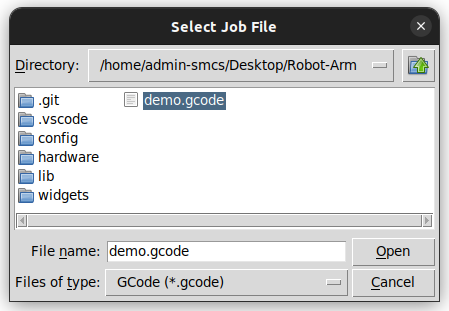 Select Job File
Directory: /home/admin-smcs/Desktop/Robot-Arm
.git demo.gcode
.vscode
config
hardware
lib
widgets
File name: demo.gcode Open
Files of type: GCode (*.gcode) Cancel